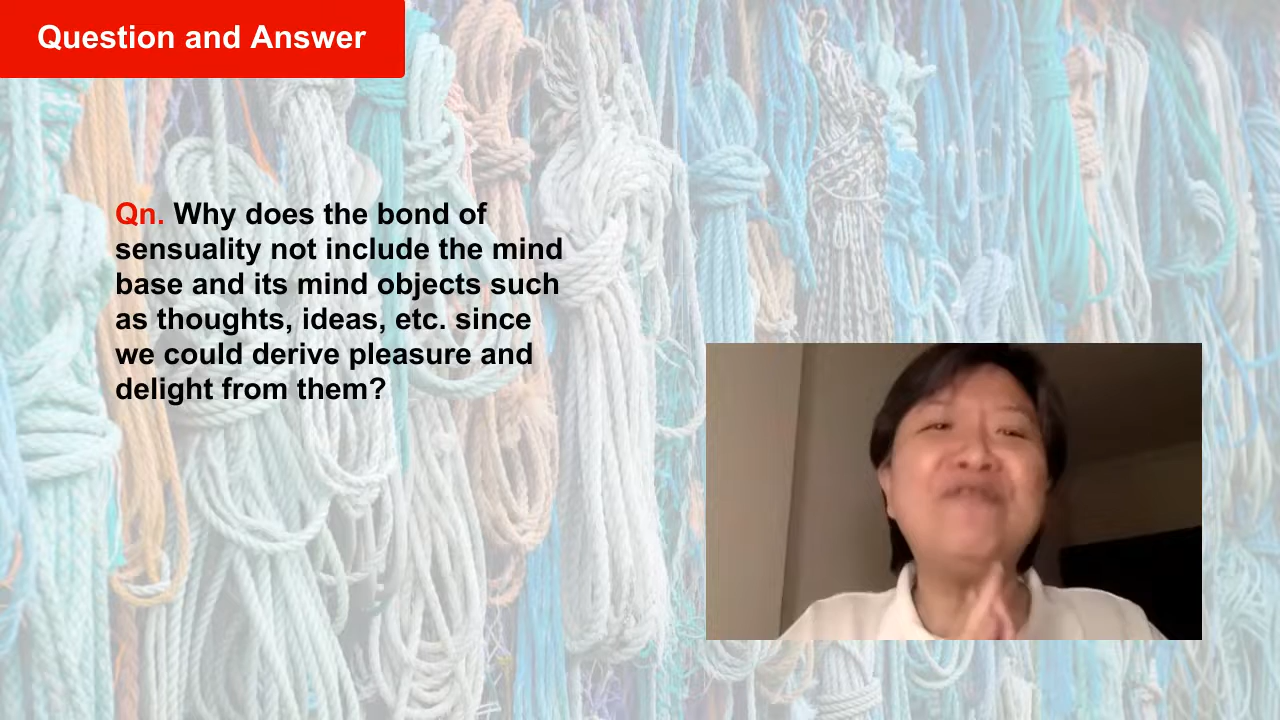 Question and Answer
Qn. Why does the bond of
sensuality not include the mind
base and its mind objects such
as thoughts, ideas, etc. since
we could derive pleasure and
delight from them?